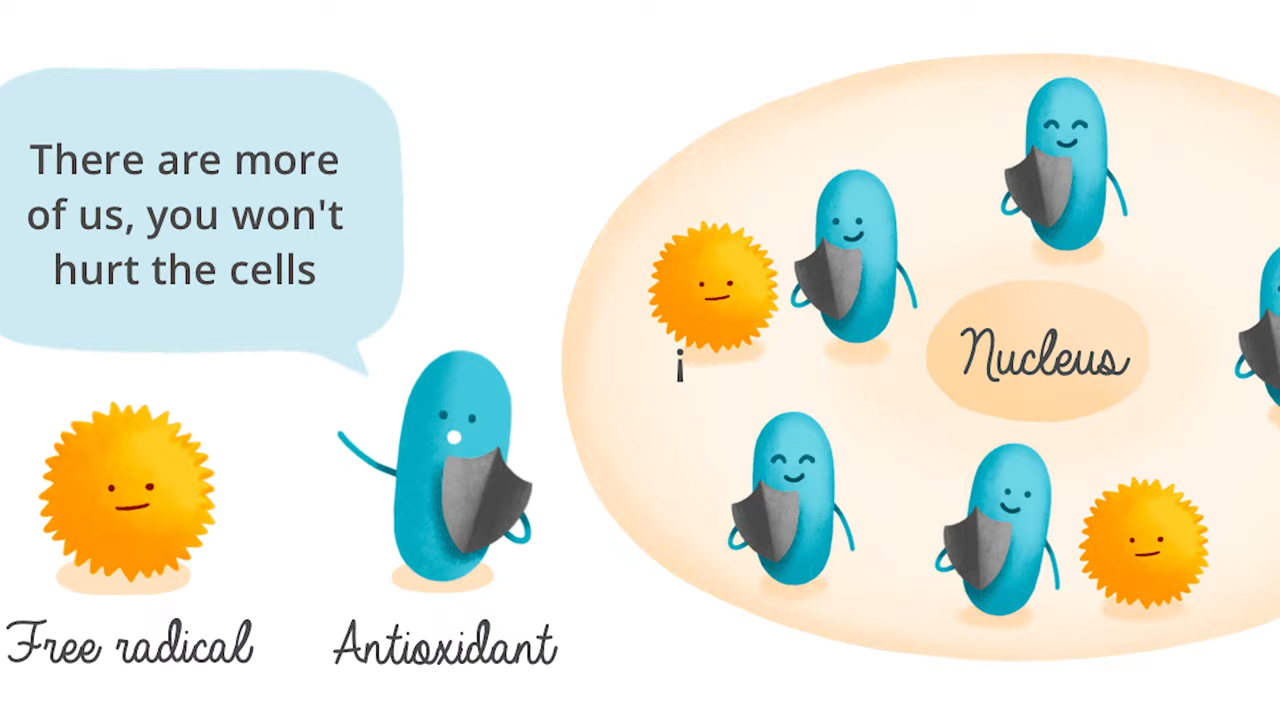 There are more
of us, you won't
hurt the cells
Free radical
Antioxidant
¡
Nucleus